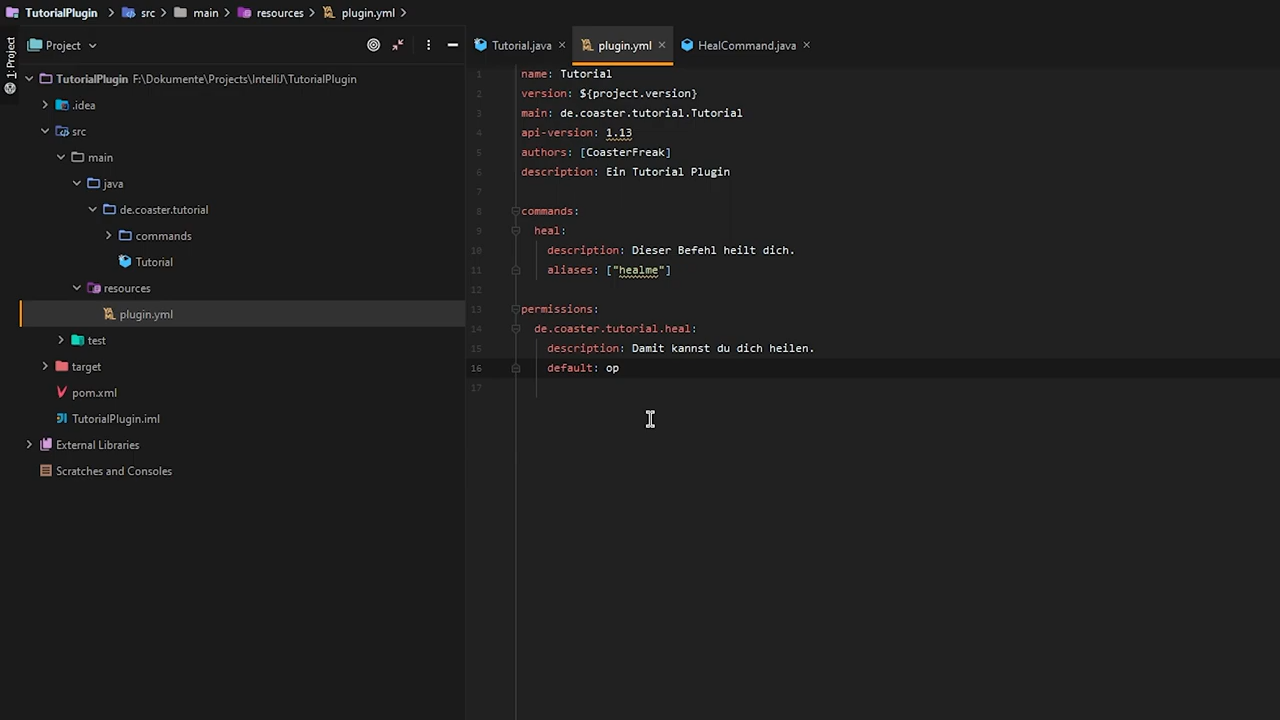 TutorialPlugin > src > main > resources > plugin.yml >
1: Project
Project
Tutorial.java × plugin.yml × HealCommand.java ×
TutorialPlugin F:\Dokumente\Projects\IntelliJ\TutorialPlugin
.idea
src
main
java
de.coaster.tutorial
commands
Tutorial
resources
plugin.yml
test
target
pom.xml
TutorialPlugin.iml
External Libraries
Scratches and Consoles
1 name: Tutorial
2 version: ${project.version}
3 main: de.coaster.tutorial.Tutorial
4 api-version: 1.13
5 authors: [CoasterFreak]
6 description: Ein Tutorial Plugin
7
8 commands:
9 heal:
10 description: Dieser Befehl heilt dich.
11 aliases: ["healme"]
12
13 permissions:
14 de.coaster.tutorial.heal:
15 description: Damit kannst du dich heilen.
16 default: op
17